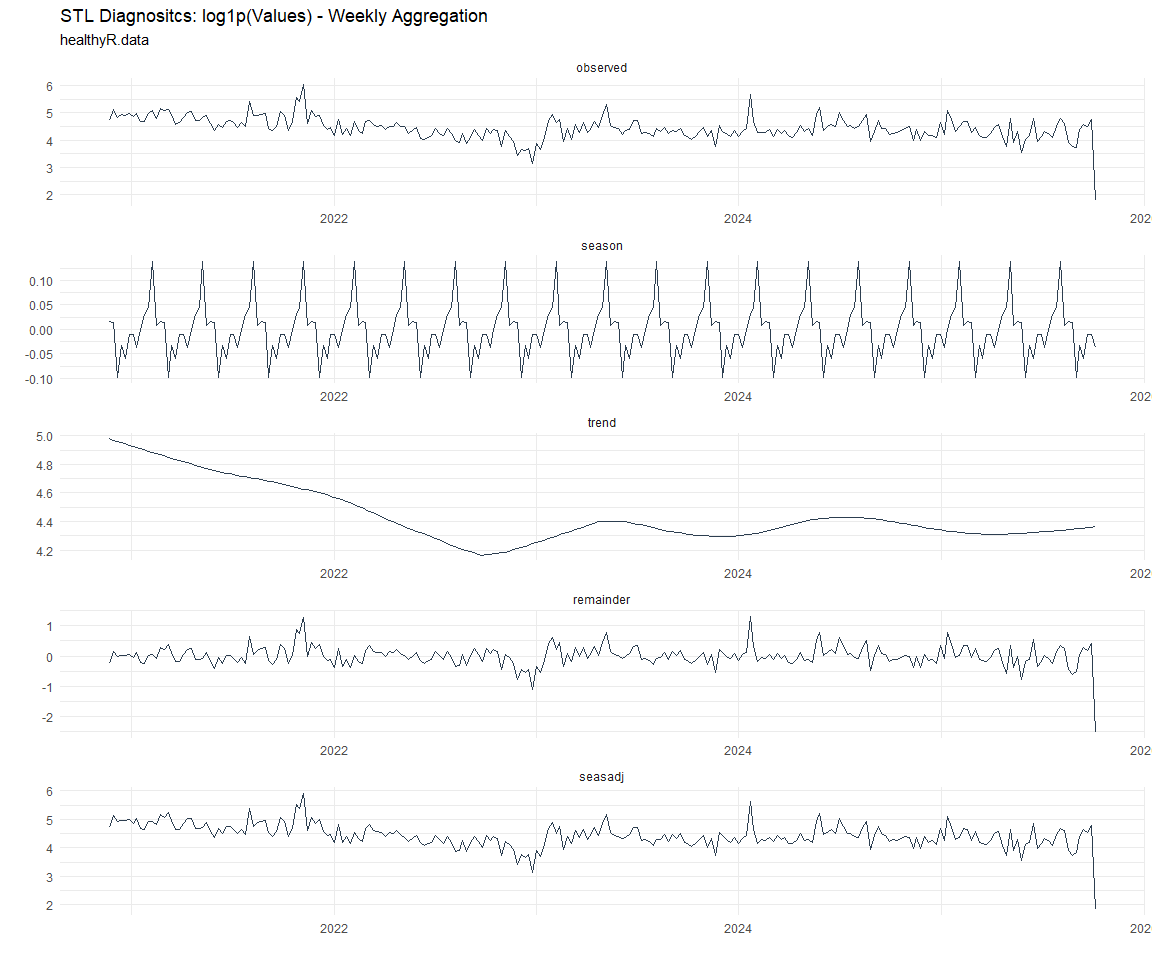 STL Diagnositcs: log1p(Values) - Weekly Aggregation
healthyR.data
observed
6
5
4
3
2
2022 2024 202
season
0.10
0.05
0.00
-0.05
-0.10
2022 2024 202
trend
5.0
4.8
4.6
4.4
4.2
2022 2024 202
remainder
1
0
-1
-2
2022 2024 202
seasadj
6
5
4
3
2
2022 2024 202